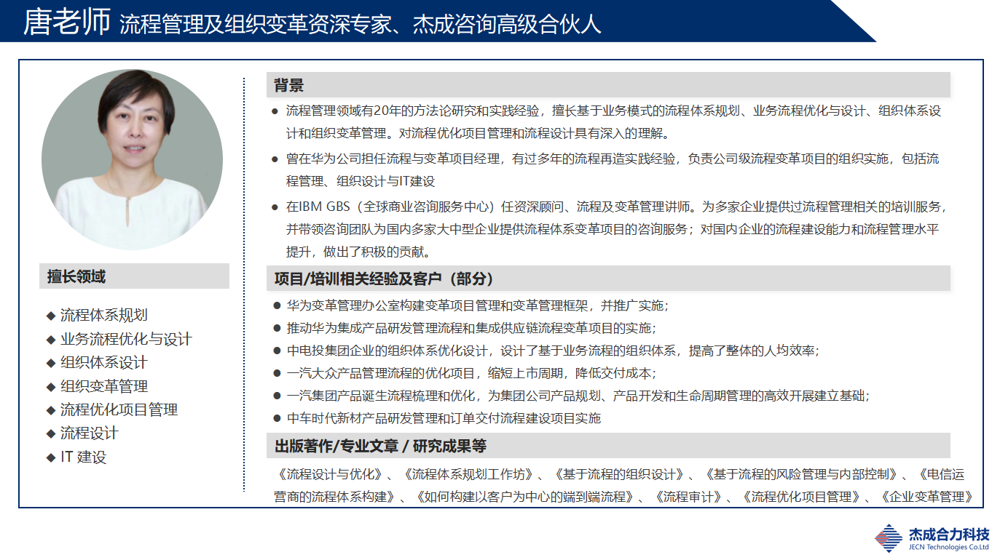 唐老师 流程管理及组织变革资深专家、杰成咨询高级合伙人
擅长领域
◆ 流程体系规划
◆ 业务流程优化与设计
◆ 组织体系设计
◆ 组织变革管理
◆ 流程优化项目管理
◆ 流程设计
◆ IT 建设
背景
● 流程管理领域有20年的方法论研究和实践经验，擅长基于业务模式的流程体系规划、业务流程优化与设计、组织体系设
计和组织变革管理。对流程优化项目管理和流程设计具有深入的理解。
● 曾在华为公司担任流程与变革项目经理，有过多年的流程再造实践经验，负责公司级流程变革项目的组织实施，包括流
程管理、组织设计与IT建设
● 在IBM GBS（全球商业咨询服务中心）任资深顾问、流程及变革管理讲师。为多家企业提供过流程管理相关的培训服务，
并带领咨询团队为国内多家大中型企业提供流程体系变革项目的咨询服务；对国内企业的流程建设能力和流程管理水平
提升，做出了积极的贡献。
项目/培训相关经验及客户（部分）
● 华为变革管理办公室构建变革项目管理和变革管理框架，并推广实施；
● 推动华为集成产品研发管理流程和集成供应链流程变革项目的实施；
● 中电投集团企业的组织体系优化设计，设计了基于业务流程的组织体系，提高了整体的人均效率；
● 一汽大众产品管理流程的优化项目，缩短上市周期，降低交付成本；
● 一汽集团产品诞生流程梳理和优化，为集团公司产品规划、产品开发和生命周期管理的高效开展建立基础；
● 中车时代新材产品研发管理和订单交付流程建设项目实施
出版著作/专业文章 / 研究成果等
《流程设计与优化》、《流程体系规划工作坊》、《基于流程的组织设计》、《基于流程的风险管理与内部控制》、《电信运
营商的流程体系构建》、《如何构建以客户为中心的端到端流程》、《流程审计》、《流程优化项目管理》、《企业变革管理》
杰成合力科技
JECN Technologies Co.Ltd